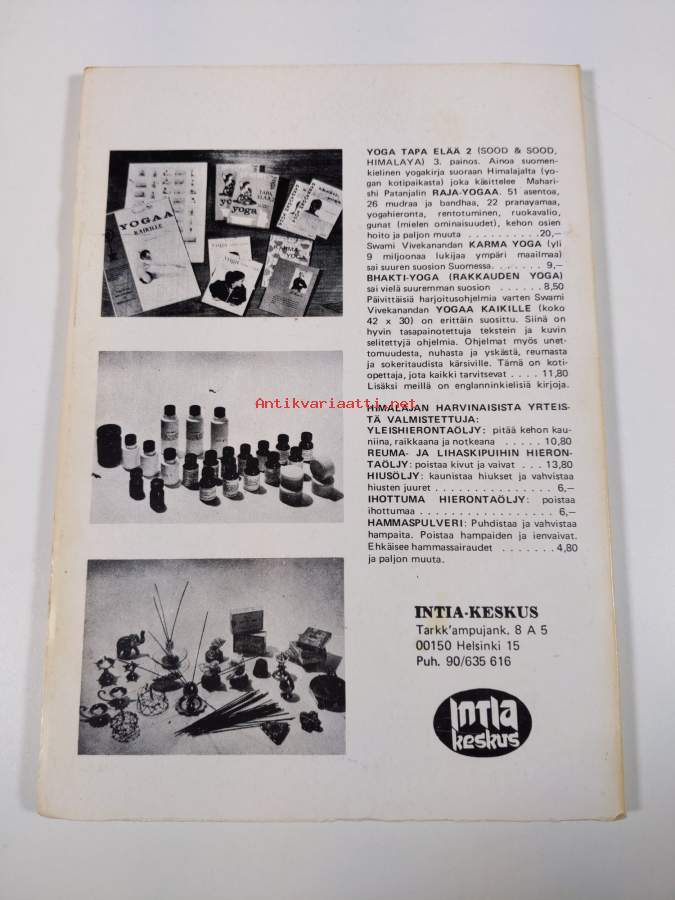 YOGA TAPA ELÄÄ 2 (SOOD & SOOD,
HIMALAYA) 3. painos. Ainoa suomen-
kielinen yogakirja suoraan Himalajalta (yo-
gan kotipaikasta) joka käsittelee Mahari-
shi Patanjalin RAJA-YOGAA. 51 asentoa,
26 mudraa ja bandhaa, 22 pranayamaa,
yogahieronta, rentotuminen, ruokavalio,
gunat (mielen ominaisuudet), kehon osien
hoito ja paljon muuta . . . . . . . . . . 20,—
Swami Vivekanandan KARMA YOGA (yli
9 miljoonaa lukijaa ympäri maailmaa)
sai suuren suosion Suomessa. . . . . . . 9,—
BHAKTI-YOGA (RAKKAUDEN YOGA)
sai vielä suuremman suosion . . . . . . 8,50
Päivittäisiä harjoitusohjelmia varten Swami
Vivekanandan YOGAA KAIKILLE (koko
42 x 30) on erittäin suosittu. Siinä on
hyvin tasapainotettuja tekstein ja kuvin
selitettyjä ohjelmia. Ohjelmat myös unet-
tomuudesta, nuhasta ja yskästä, reumasta
ja sokeritaudista kärsiville. Tämä on koti-
opettaja, jota kaikki tarvitsevat . . . . 11,80
Lisäksi meillä on englanninkielisiä kirjoja.
HIMALAJAN HARVINAISISTA YRTEIS-
TÄ VALMISTETTUJA:
YLEISHIERONTAÖLJY: pitää kehon kau-
niina, raikkaana ja notkeana . . . . . 10,80
REUMA- JA LIHASKIPUIHIN HIERON-
TAÖLJY: poistaa kivut ja vaivat . . . 13,80
HIUSÖLJY: kaunistaa hiukset ja vahvistaa
hiusten juuret . . . . . . . . . . . . . . . . 6,—
IHOTTUMA HIERONTAÖLJY: poistaa
ihottumaa . . . . . . . . . . . . . . . . . . . 6,—
HAMMASPULVERI: Puhdistaa ja vahvistaa
hampaita. Poistaa hampaiden ja ienvaivat.
Ehkäisee hammassairaudet . . . . . . . 4,80
ja paljon muuta.
INTIA-KESKUS
Tarkk'ampujank. 8 A 5
00150 Helsinki 15
Puh. 90/635 616
intia
keskus
YOGAA
KAIKILLE
yoga
Antikvariaatti.net